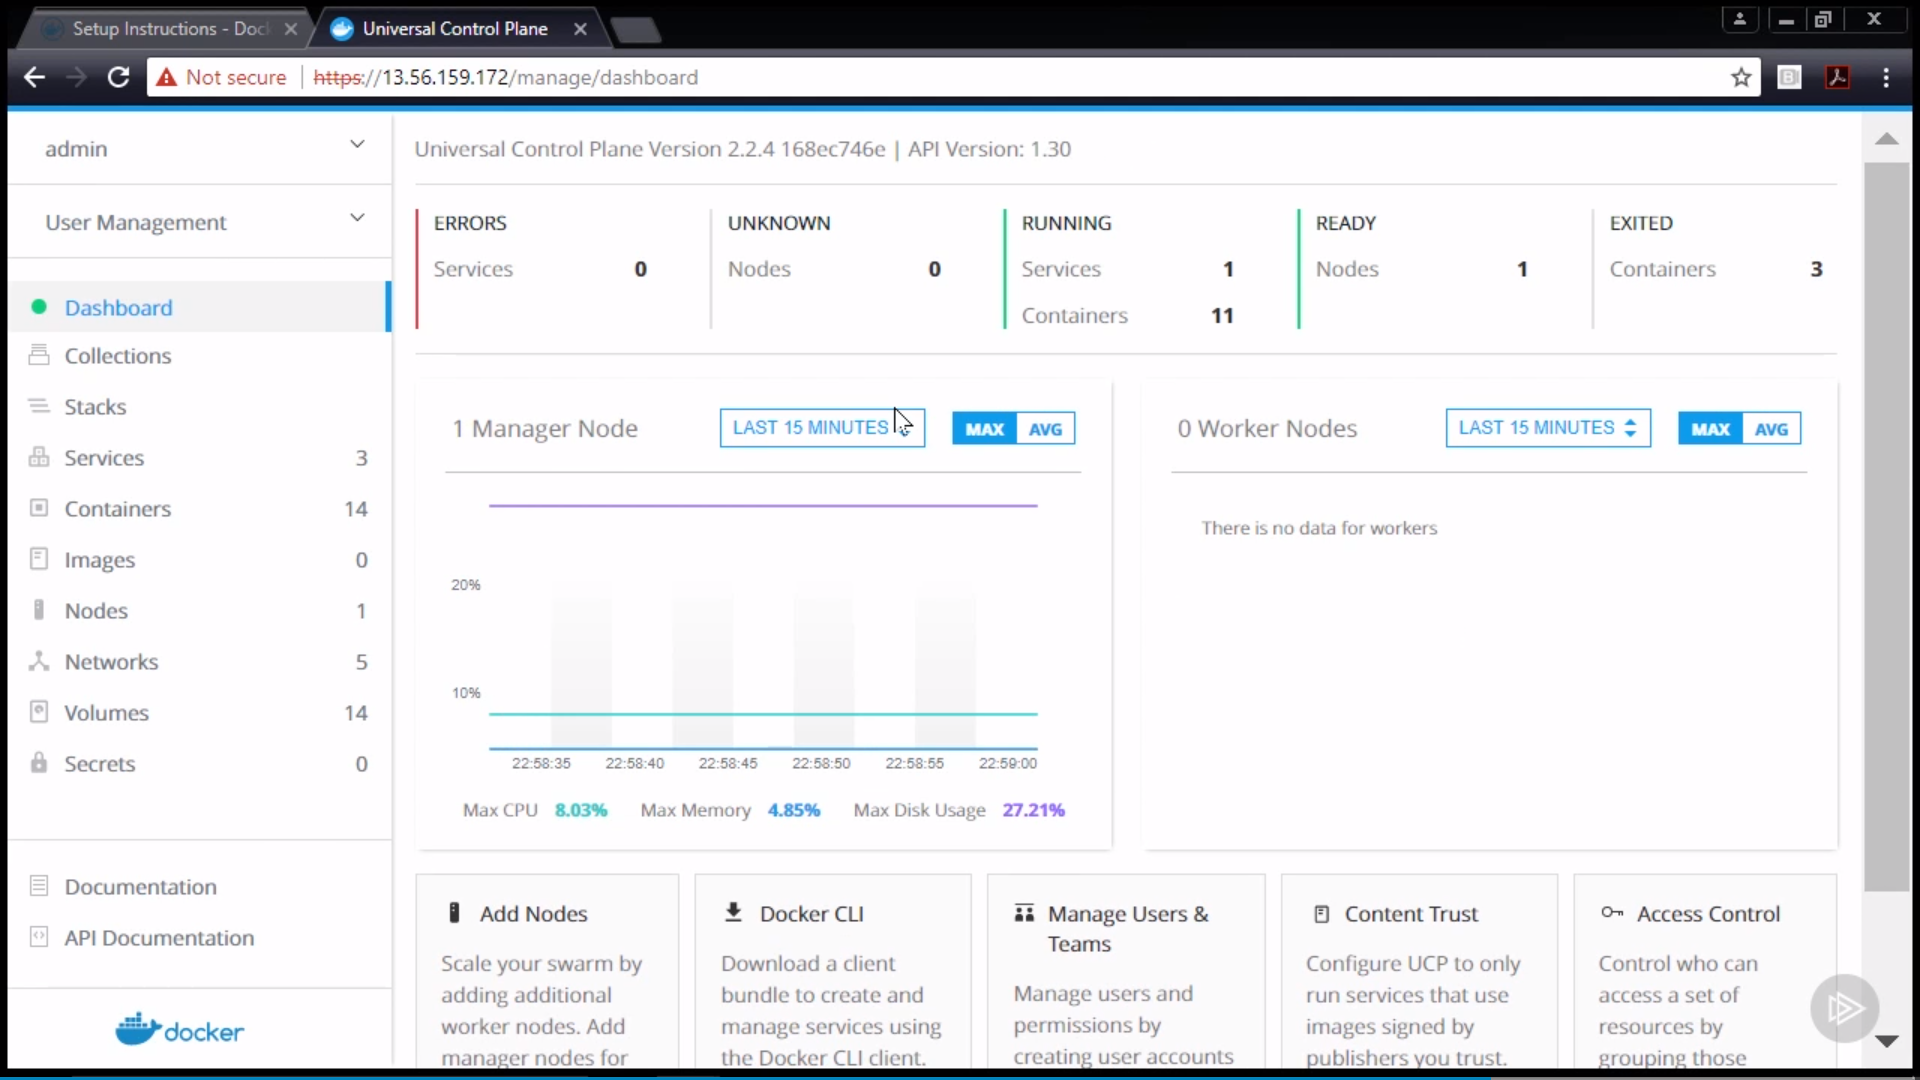 Setup Instructions - Doc
Universal Control Plane
Not secure
https://13.56.159.172/manage/dashboard
admin
User Management
Dashboard
Collections
Stacks
Services 3
Containers 14
Images 0
Nodes 1
Networks 5
Volumes 14
Secrets 0
Documentation
API Documentation
docker
Universal Control Plane Version 2.2.4 168ec746e | API Version: 1.30
ERRORS
Services 0
UNKNOWN
Nodes 0
RUNNING
Services 1
Containers 11
READY
Nodes 1
EXITED
Containers 3
1 Manager Node
LAST 15 MINUTES
MAX AVG
20%
10%
22:58:35 22:58:40 22:58:45 22:58:50 22:58:55 22:59:00
Max CPU 8.03% Max Memory 4.85% Max Disk Usage 27.21%
0 Worker Nodes
LAST 15 MINUTES
MAX AVG
There is no data for workers
Add Nodes
Scale your swarm by
adding additional
worker nodes. Add
manager nodes for
Docker CLI
Download a client
bundle to create and
manage services using
the Docker CLI client.
Manage Users &
Teams
Manage users and
permissions by
creating user accounts
Content Trust
Configure UCP to only
run services that use
images signed by
publishers you trust.
Access Control
Control who can
access a set of
resources by
grouping those